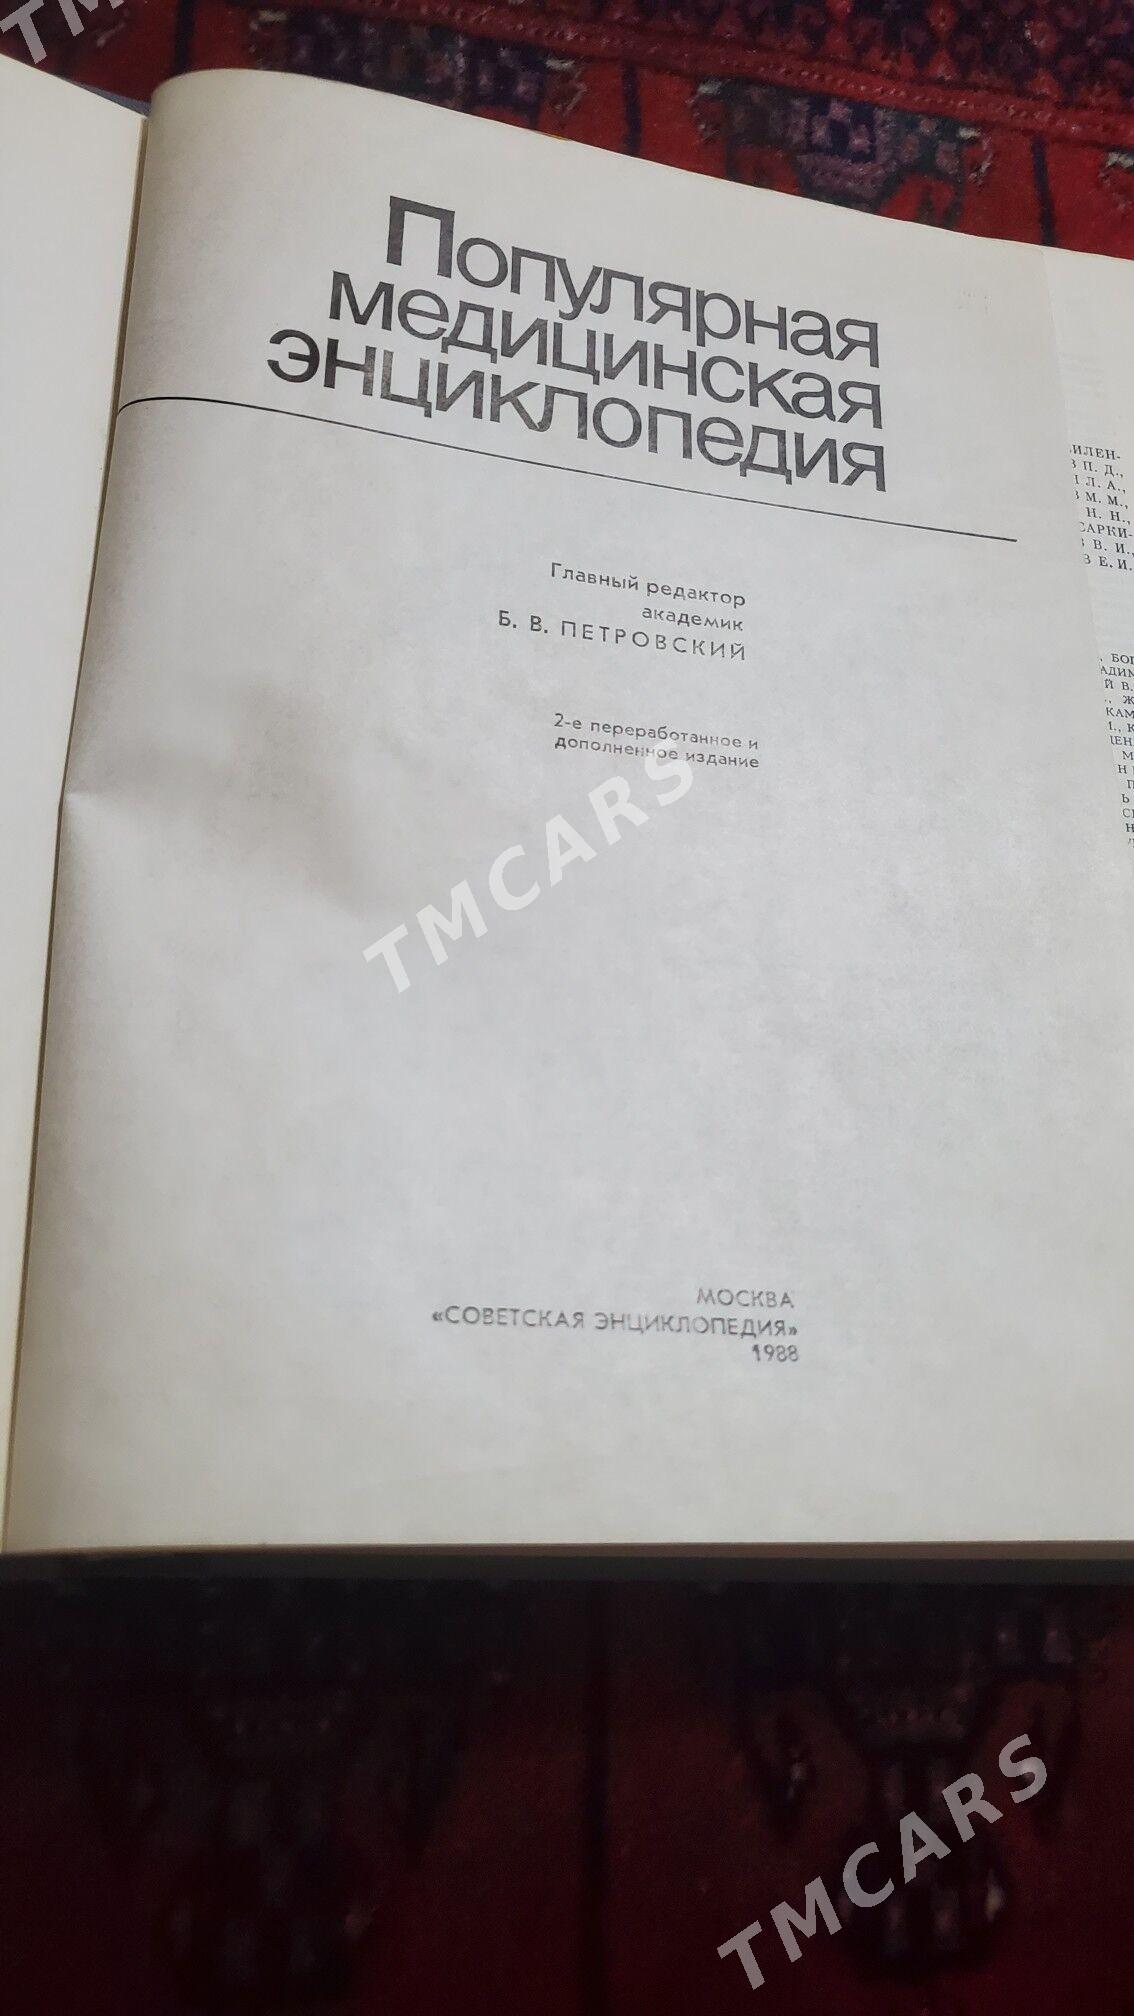 Популярная
медицинская
энциклопедия
Главный редактор
академик
Б. В. ПЕТРОВСКИЙ
2-е переработанное и
дополненное издание
МОСКВА
«СОВЕТСКАЯ ЭНЦИКЛОПЕДИЯ»
1988
П. Д.,
Л. А.,
М. М.,
Н. Н.,
В. И.,
Е. И.
TMCARS
TMCARS